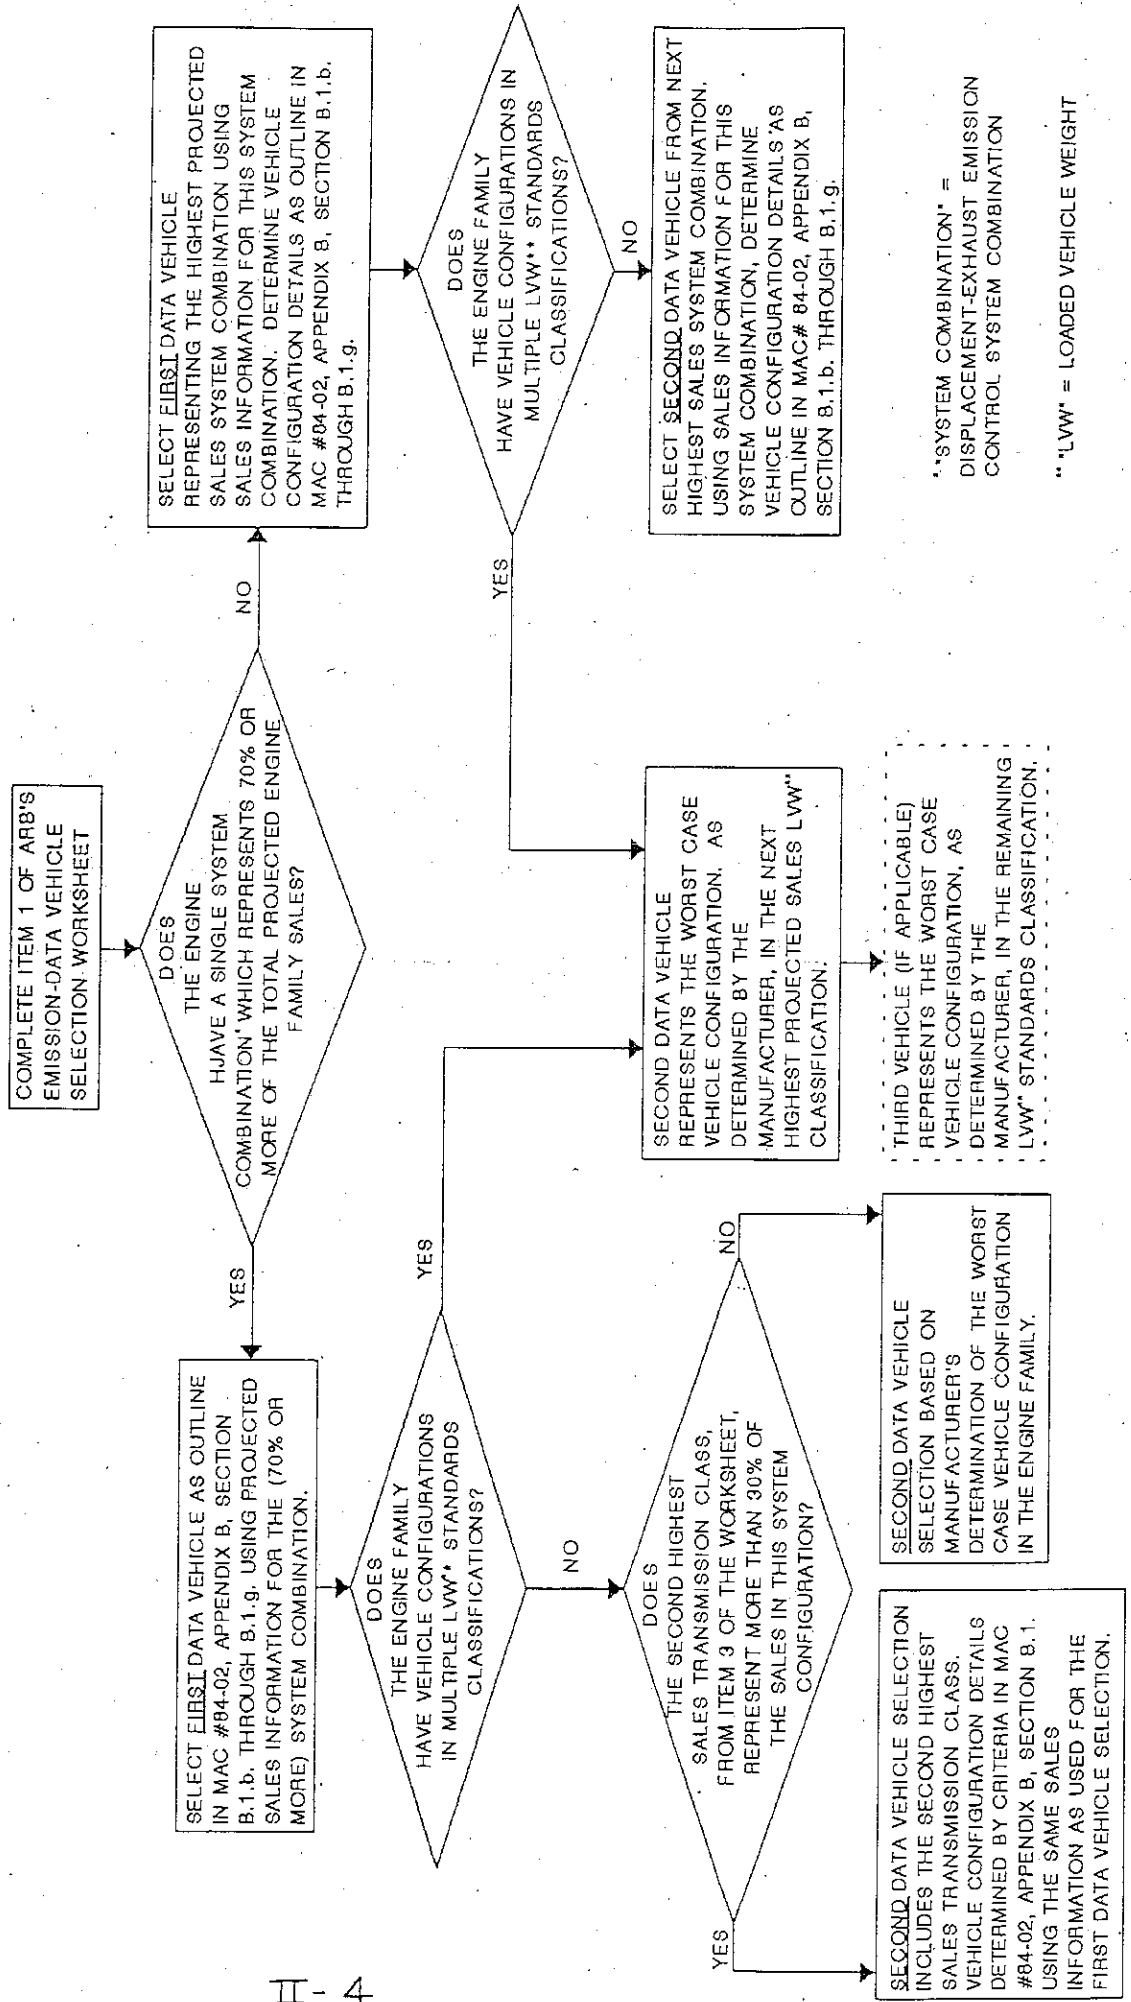 COMPLETE ITEM 1 OF ARB'S
EMISSION-DATA VEHICLE
SELECTION WORKSHEET
DOES
THE ENGINE
HJAVE A SINGLE SYSTEM
COMBINATION* WHICH REPRESENTS 70% OR
MORE OF THE TOTAL PROJECTED ENGINE
FAMILY SALES?
YES
NO
SELECT FIRST DATA VEHICLE AS OUTLINE
IN MAC #84-02, APPENDIX B, SECTION
B.1.b. THROUGH B.1.g. USING PROJECTED
SALES INFORMATION FOR THE (70% OR
MORE) SYSTEM COMBINATION.
SELECT FIRST DATA VEHICLE
REPRESENTING THE HIGHEST PROJECTED
SALES SYSTEM COMBINATION USING
SALES INFORMATION FOR THIS SYSTEM
COMBINATION. DETERMINE VEHICLE
CONFIGURATION DETAILS AS OUTLINE IN
MAC #84-02, APPENDIX B, SECTION B.1.b.
THROUGH B.1.g.
DOES
THE ENGINE FAMILY
HAVE VEHICLE CONFIGURATIONS
IN MULTIPLE LVW** STANDARDS
CLASSIFICATIONS?
YES
NO
DOES
THE ENGINE FAMILY
HAVE VEHICLE CONFIGURATIONS IN
MULTIPLE LVW** STANDARDS
CLASSIFICATIONS?
YES
NO
DOES
THE SECOND HIGHEST
SALES TRANSMISSION CLASS,
FROM ITEM 3 OF THE WORKSHEET,
REPRESENT MORE THAN 30% OF
THE SALES IN THIS SYSTEM
CONFIGURATION?
YES
NO
SECOND DATA VEHICLE
REPRESENTS THE WORST CASE
VEHICLE CONFIGURATION, AS
DETERMINED BY THE
MANUFACTURER, IN THE NEXT
HIGHEST PROJECTED SALES LVW**
CLASSIFICATION.
SELECT SECOND DATA VEHICLE FROM NEXT
HIGHEST SALES SYSTEM COMBINATION.
USING SALES INFORMATION FOR THIS
SYSTEM COMBINATION, DETERMINE
VEHICLE CONFIGURATION DETAILS AS
OUTLINE IN MAC# 84-02, APPENDIX B,
SECTION B.1.b. THROUGH B.1.g.
SECOND DATA VEHICLE SELECTION
INCLUDES THE SECOND HIGHEST
SALES TRANSMISSION CLASS.
VEHICLE CONFIGURATION DETAILS
DETERMINED BY CRITERIA IN MAC
#84-02, APPENDIX B, SECTION B.1.
USING THE SAME SALES
INFORMATION AS USED FOR THE
FIRST DATA VEHICLE SELECTION.
SECOND DATA VEHICLE
SELECTION BASED ON
MANUFACTURER'S
DETERMINATION OF THE WORST
CASE VEHICLE CONFIGURATION
IN THE ENGINE FAMILY.
THIRD VEHICLE (IF APPLICABLE)
REPRESENTS THE WORST CASE
VEHICLE CONFIGURATION, AS
DETERMINED BY THE
MANUFACTURER, IN THE REMAINING
LVW** STANDARDS CLASSIFICATION.
* "SYSTEM COMBINATION" =
DISPLACEMENT-EXHAUST EMISSION
CONTROL SYSTEM COMBINATION
** "LVW" = LOADED VEHICLE WEIGHT
II-4